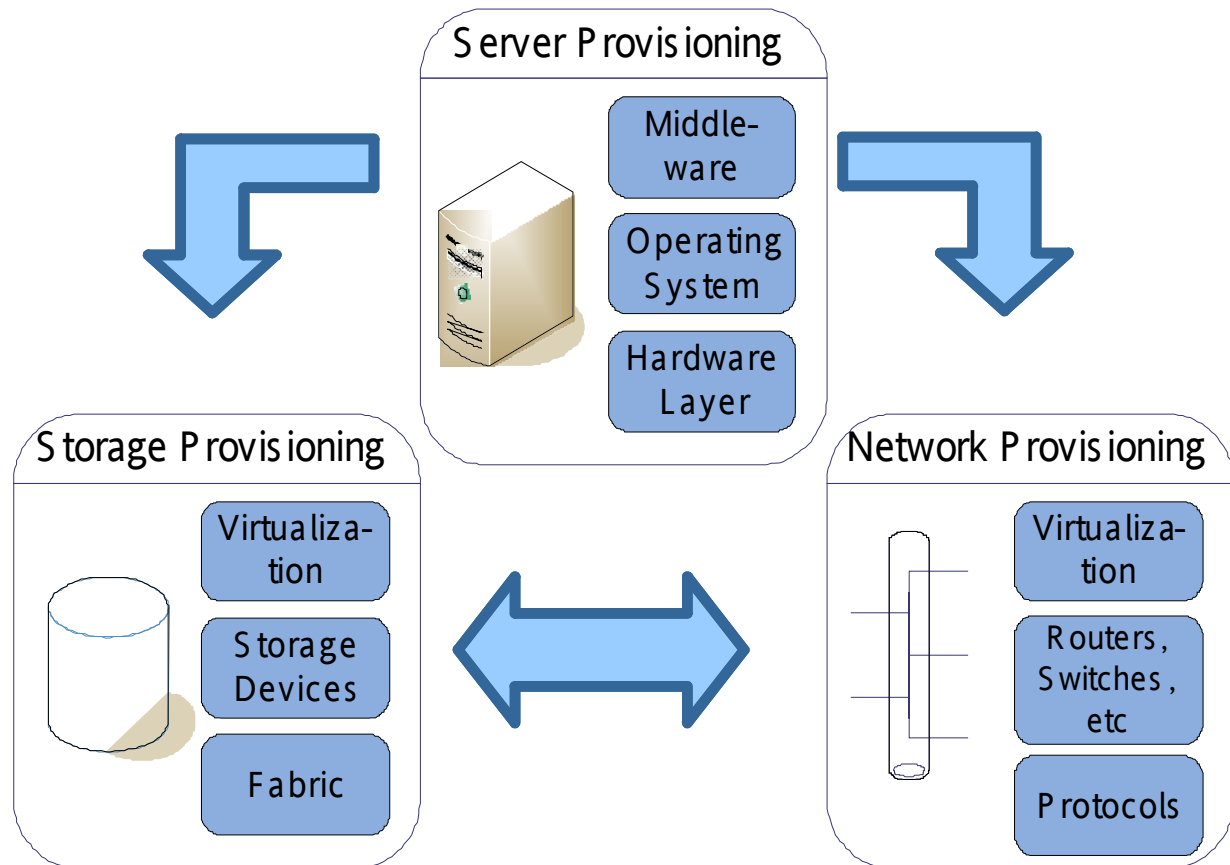 Server Provisioning
Middle-
ware
Operating
System
Hardware
Layer
Storage Provisioning
Virtualiza-
tion
Storage
Devices
Fabric
Network Provisioning
Virtualiza-
tion
Routers,
Switches,
etc
Protocols